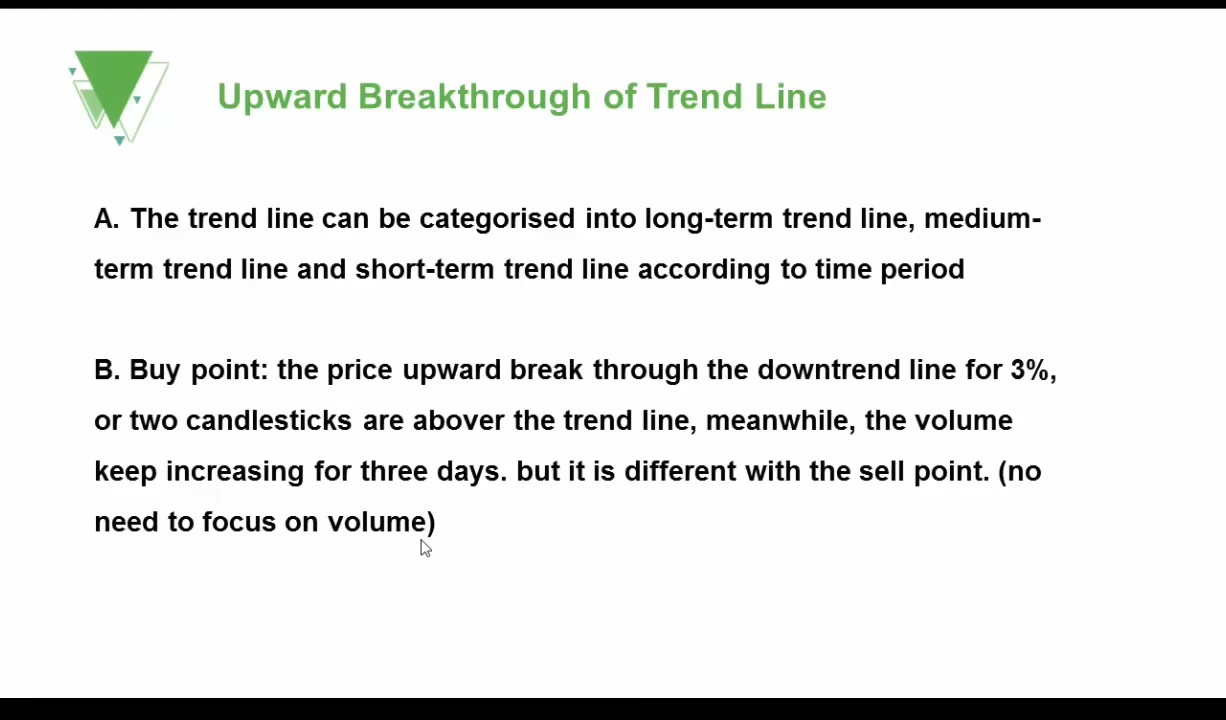 Upward Breakthrough of Trend Line
A. The trend line can be categorised into long-term trend line, medium-
term trend line and short-term trend line according to time period
B. Buy point: the price upward break through the downtrend line for 3%,
or two candlesticks are abover the trend line, meanwhile, the volume
keep increasing for three days. but it is different with the sell point. (no
need to focus on volume)